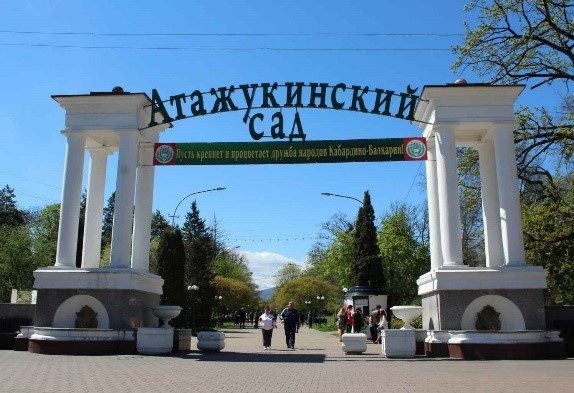 Атажукинский
сад
Пусть крепнет и процветает дружба народов Кабардино-Балкарии!